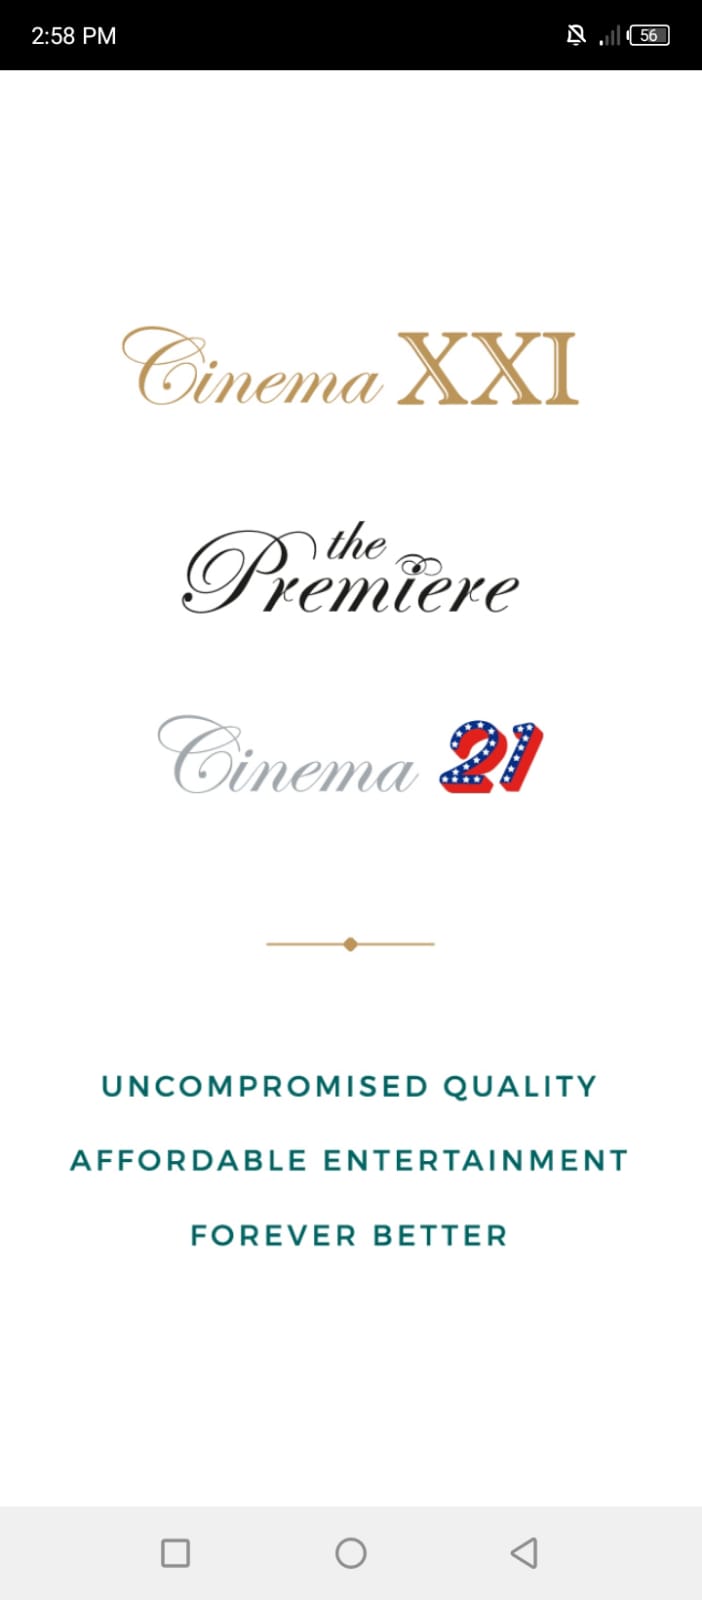 2:58 PM
56
Cinema XXI
the
Premiere
Cinema 21
UNCOMPROMISED QUALITY
AFFORDABLE ENTERTAINMENT
FOREVER BETTER